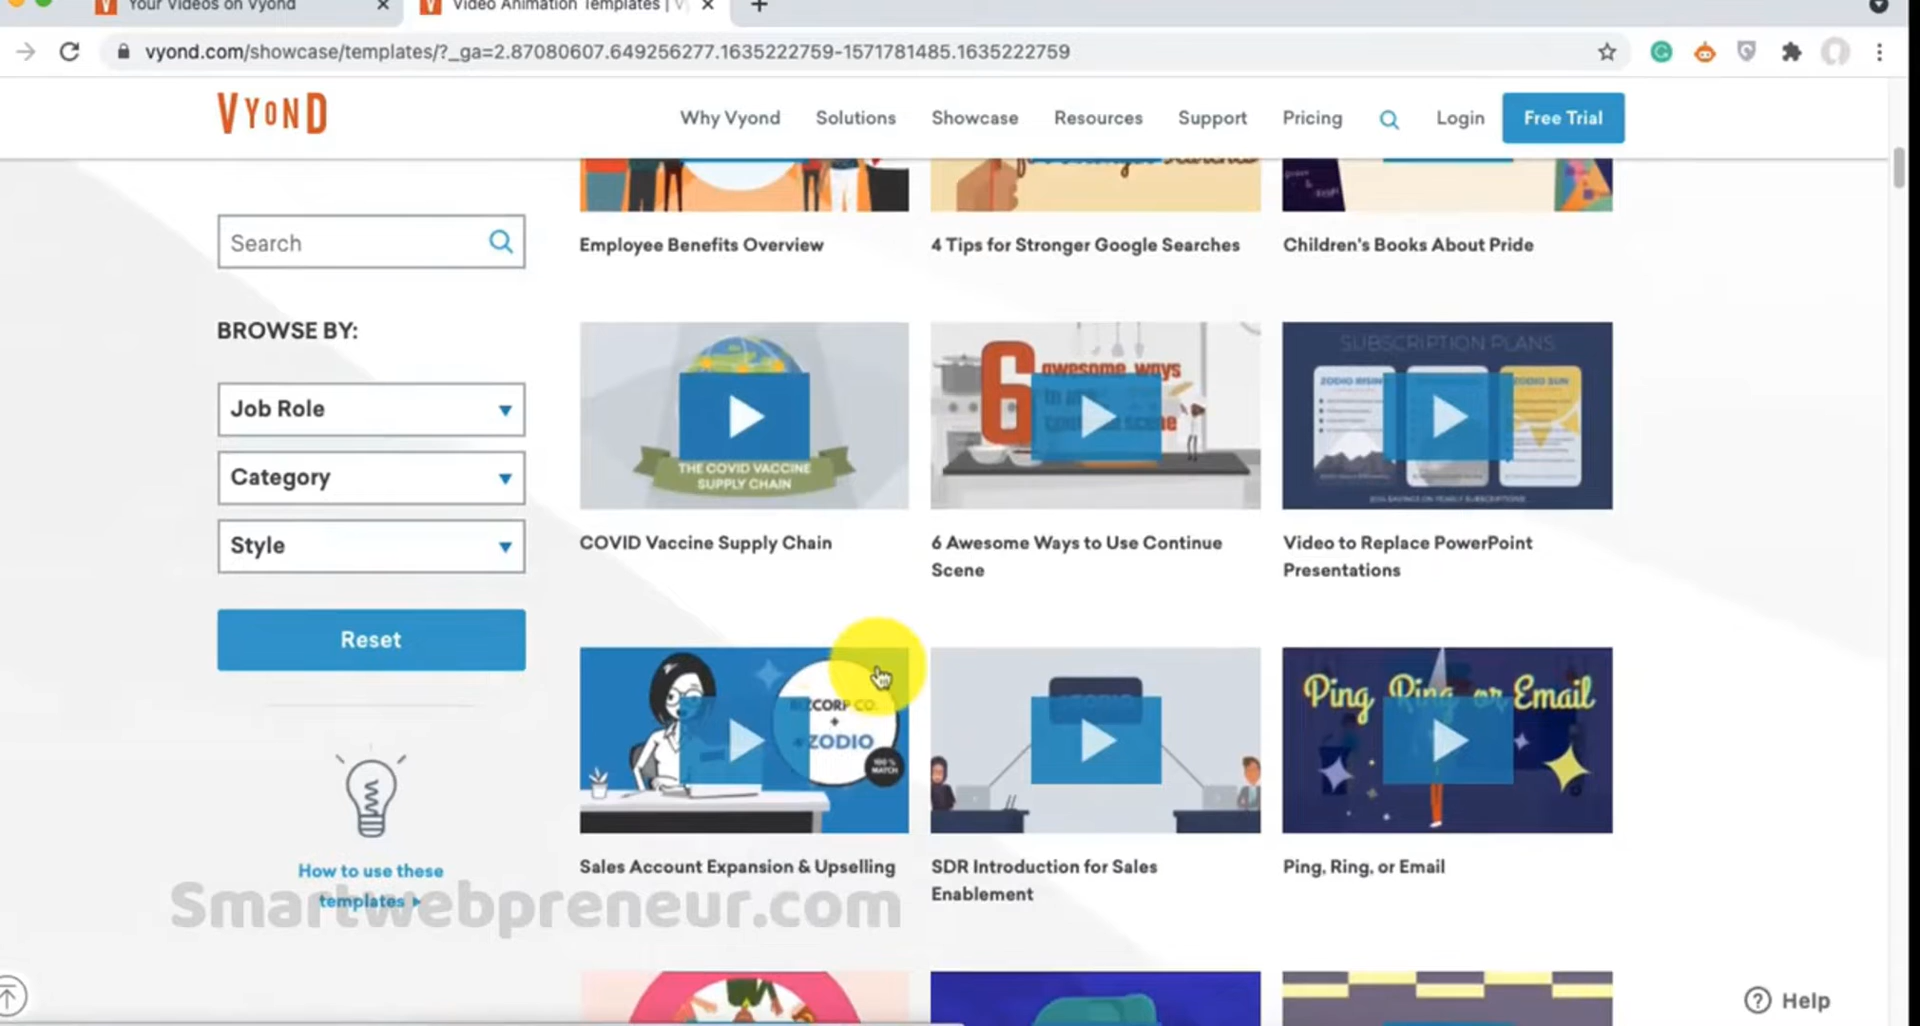 Your Videos on Vyond
Video Animation Templates | Vy
vyond.com/showcase/templates/?_ga=2.87080607.649256277.1635222759-1571781485.1635222759
VYOND
Why Vyond
Solutions
Showcase
Resources
Support
Pricing
Login
Free Trial
Search
BROWSE BY:
Job Role
Category
Style
Reset
How to use these
templates
Employee Benefits Overview
4 Tips for Stronger Google Searches
Children's Books About Pride
THE COVID VACCINE
SUPPLY CHAIN
6
awesome ways
SUBSCRIPTION PLANS
COVID Vaccine Supply Chain
6 Awesome Ways to Use Continue
Scene
Video to Replace PowerPoint
Presentations
CORP CO.
+
ZODIO
100%
MATCH
Ping, Ring or Email
Sales Account Expansion & Upselling
SDR Introduction for Sales
Enablement
Ping, Ring, or Email
Smartwebpreneur.com
Help